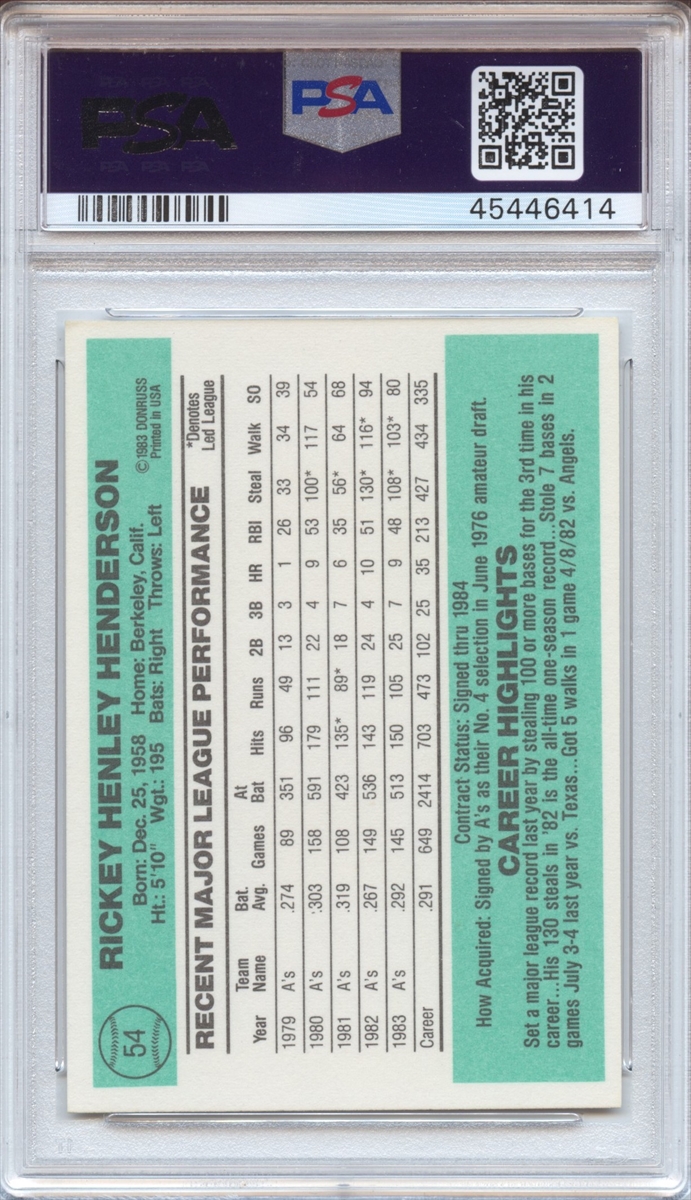 PSA
PSA
45446414
54
RICKEY HENLEY HENDERSON
Born: Dec. 25, 1958 Home: Berkeley, Calif.
Ht.: 5'10" Wgt.: 195 Bats: Right Throws: Left
©1983 DONRUSS
Printed in USA
RECENT MAJOR LEAGUE PERFORMANCE
*Denotes
Led League
Year Team Name Bat. Avg. Games At Bat Hits Runs 2B 3B HR RBI Steal Walk SO
1979 A's .274 89 351 96 49 13 3 1 26 33 34 39
1980 A's .303 158 591 179 111 22 4 9 53 100* 117 54
1981 A's .319 108 423 135* 89* 18 7 6 35 56* 64 68
1982 A's .267 149 536 143 119 24 4 10 51 130* 116* 94
1983 A's .292 145 513 150 105 25 7 9 48 108* 103* 80
Career .291 649 2414 703 473 102 25 35 213 427 434 335
Contract Status: Signed thru 1984
How Acquired: Signed by A's as their No. 4 selection in June 1976 amateur draft.
CAREER HIGHLIGHTS
Set a major league record last year by stealing 100 or more bases for the 3rd time in his
career...His 130 steals in '82 is the all-time one-season record...Stole 7 bases in 2
games July 3-4 last year vs. Texas...Got 5 walks in 1 game 4/8/82 vs. Angels.